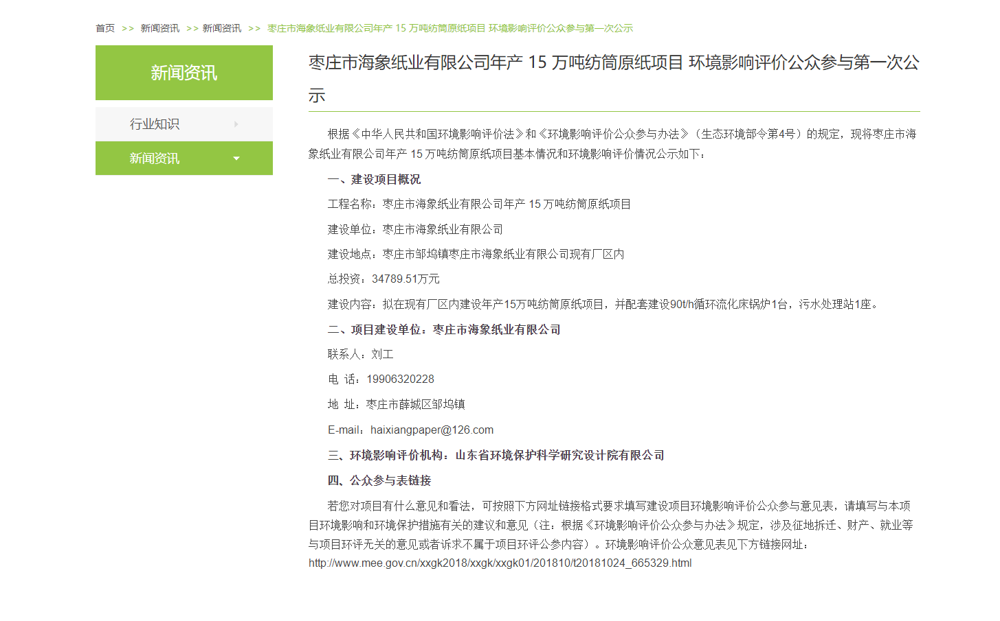 首页 >> 新闻资讯 >> 新闻资讯 >> 枣庄市海象纸业有限公司年产 15 万吨纺筒原纸项目 环境影响评价公众参与第一次公示
新闻资讯
行业知识
新闻资讯
枣庄市海象纸业有限公司年产 15 万吨纺筒原纸项目 环境影响评价公众参与第一次公
示
根据《中华人民共和国环境影响评价法》和《环境影响评价公众参与办法》（生态环境部令第4号）的规定，现将枣庄市海
象纸业有限公司年产 15 万吨纺筒原纸项目基本情况和环境影响评价情况公示如下：
一、建设项目概况
工程名称：枣庄市海象纸业有限公司年产 15 万吨纺筒原纸项目
建设单位：枣庄市海象纸业有限公司
建设地点：枣庄市邹坞镇枣庄市海象纸业有限公司现有厂区内
总投资：34789.51万元
建设内容：拟在现有厂区内建设年产15万吨纺筒原纸项目，并配套建设90t/h循环流化床锅炉1台，污水处理站1座。
二、项目建设单位：枣庄市海象纸业有限公司
联系人：刘工
电 话：19906320228
地 址：枣庄市薛城区邹坞镇
E-mail：haixiangpaper@126.com
三、环境影响评价机构：山东省环境保护科学研究设计院有限公司
四、公众参与表链接
若您对项目有什么意见和看法，可按照下方网址链接格式要求填写建设项目环境影响评价公众参与意见表，请填写与本项
目环境影响和环境保护措施有关的建议和意见（注：根据《环境影响评价公众参与办法》规定，涉及征地拆迁、财产、就业等
与项目环评无关的意见或者诉求不属于项目环评公参内容）。环境影响评价公众意见表见下方链接网址：
http://www.mee.gov.cn/xxgk2018/xxgk/xxgk01/201810/t20181024_665329.html